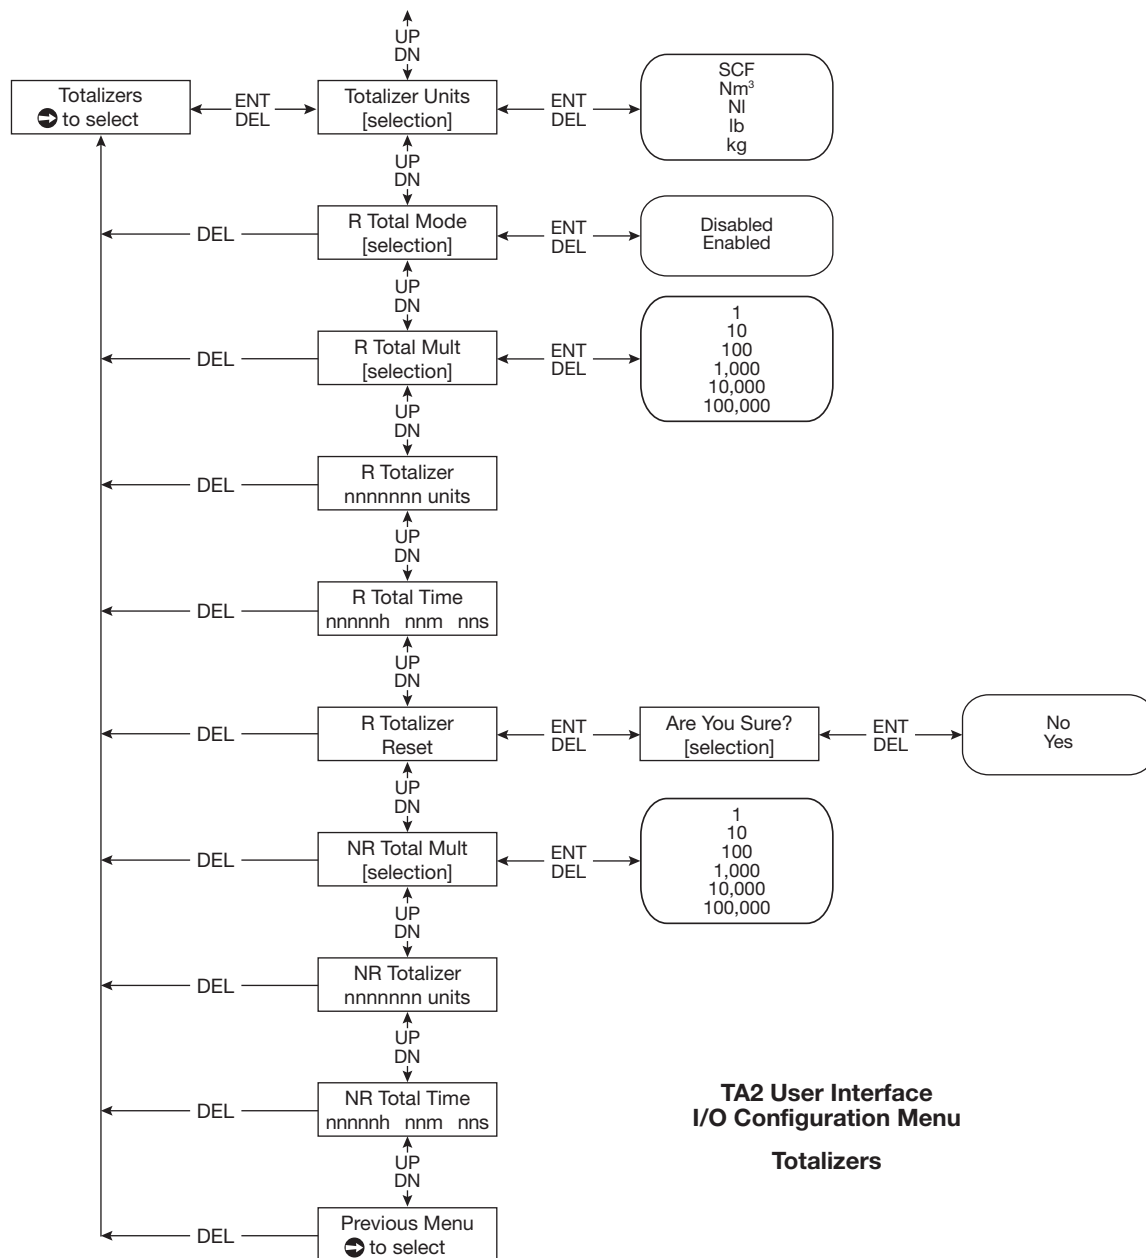 UP
DN
Totalizers
➔ to select
ENT
DEL
Totalizer Units
[selection]
ENT
DEL
SCF
Nm³
Nl
lb
kg
UP
DN
DEL
R Total Mode
[selection]
ENT
DEL
Disabled
Enabled
UP
DN
DEL
R Total Mult
[selection]
ENT
DEL
1
10
100
1,000
10,000
100,000
UP
DN
DEL
R Totalizer
nnnnnnn units
UP
DN
DEL
R Total Time
nnnnnh nnm nns
UP
DN
DEL
R Totalizer
Reset
ENT
DEL
Are You Sure?
[selection]
ENT
DEL
No
Yes
UP
DN
DEL
NR Total Mult
[selection]
ENT
DEL
1
10
100
1,000
10,000
100,000
UP
DN
DEL
NR Totalizer
nnnnnnn units
UP
DN
DEL
NR Total Time
nnnnnh nnm nns
UP
DN
DEL
Previous Menu
➔ to select
TA2 User Interface
I/O Configuration Menu
Totalizers